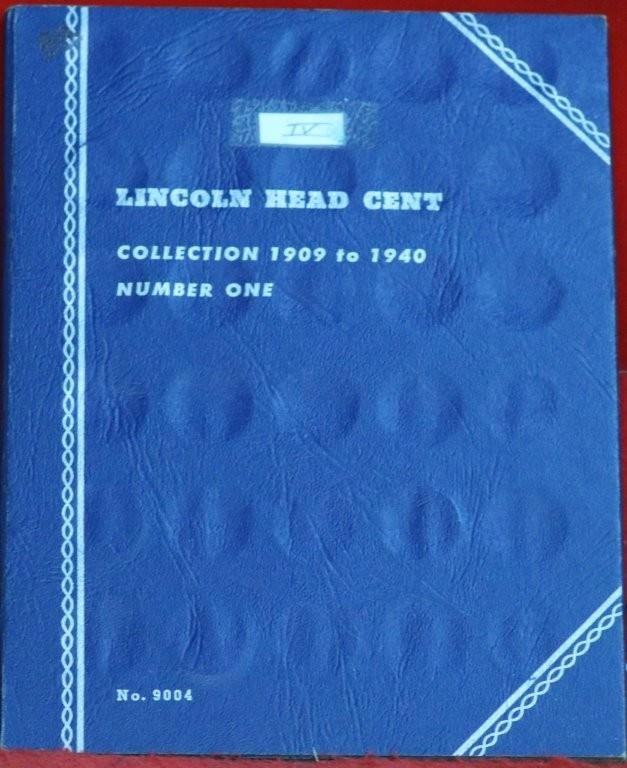 IV
LINCOLN HEAD CENT
COLLECTION 1909 to 1940
NUMBER ONE
No. 9004